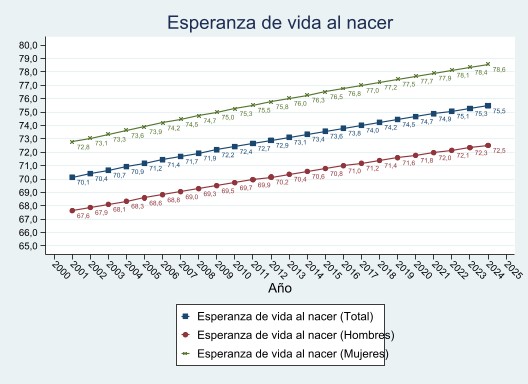 Esperanza de vida al nacer
80,0
79,0
78,0
77,0
76,0
75,0
74,0
73,0
72,0
71,0
70,0
69,0
68,0
67,0
66,0
65,0
72,8 73,1 73,3 73,6 73,9 74,2 74,5 74,7 75,0 75,3 75,5 75,8 76,0 76,3 76,5 76,8 77,0 77,2 77,5 77,7 77,9 78,1 78,4 78,6
70,1 70,4 70,7 70,9 71,2 71,4 71,7 71,9 72,2 72,4 72,7 72,9 73,1 73,4 73,6 73,8 74,0 74,2 74,5 74,7 74,9 75,1 75,3 75,5
67,6 67,9 68,1 68,3 68,6 68,8 69,0 69,3 69,5 69,7 69,9 70,2 70,4 70,6 70,8 71,0 71,2 71,4 71,6 71,8 72,0 72,1 72,3 72,5
2000 2001 2002 2003 2004 2005 2006 2007 2008 2009 2010 2011 2012 2013 2014 2015 2016 2017 2018 2019 2020 2021 2022 2023 2024 2025
Año
Esperanza de vida al nacer (Total)
Esperanza de vida al nacer (Hombres)
Esperanza de vida al nacer (Mujeres)